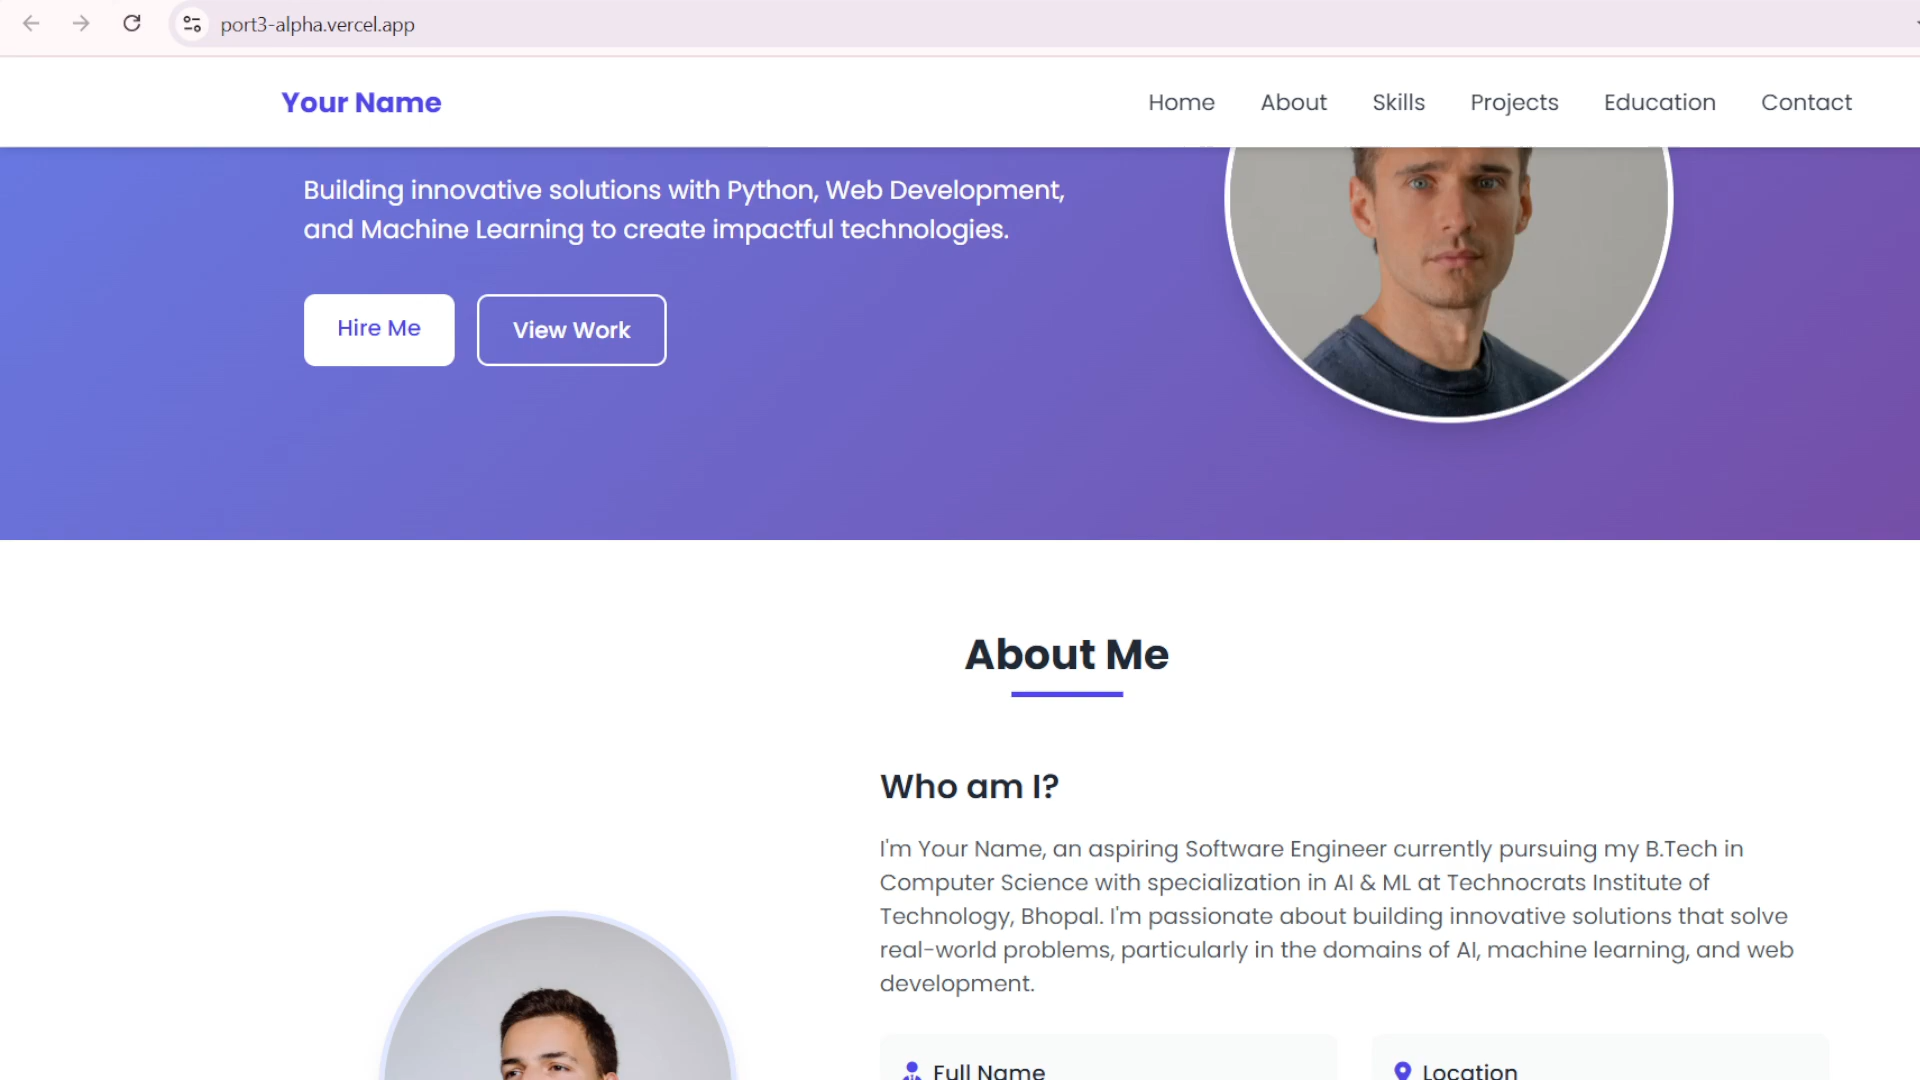 port3-alpha.vercel.app
Your Name
Home About Skills Projects Education Contact
Building innovative solutions with Python, Web Development,
and Machine Learning to create impactful technologies.
Hire Me View Work
About Me
Who am I?
I'm Your Name, an aspiring Software Engineer currently pursuing my B.Tech in
Computer Science with specialization in AI & ML at Technocrats Institute of
Technology, Bhopal. I'm passionate about building innovative solutions that solve
real-world problems, particularly in the domains of AI, machine learning, and web
development.
Full Name
Location